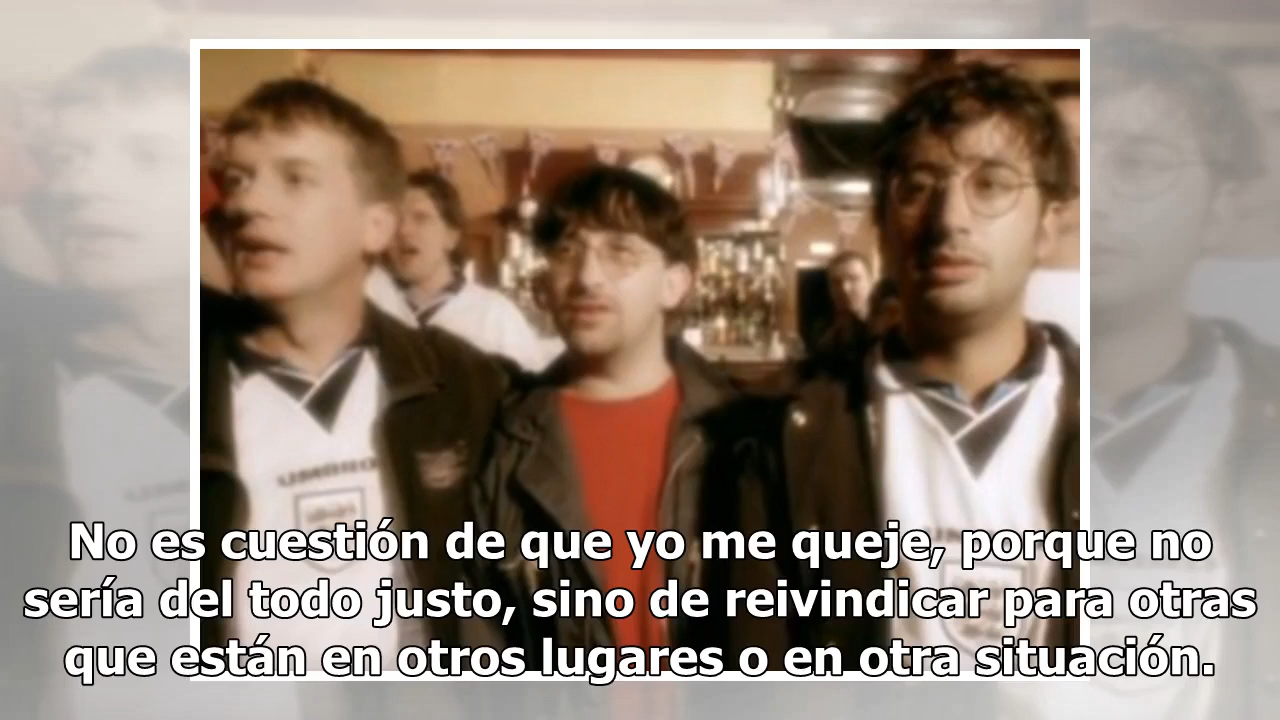 UMBRO
No es cuestión de que yo me queje, porque no
sería del todo justo, sino de reivindicar para otras
que están en otros lugares o en otra situación.